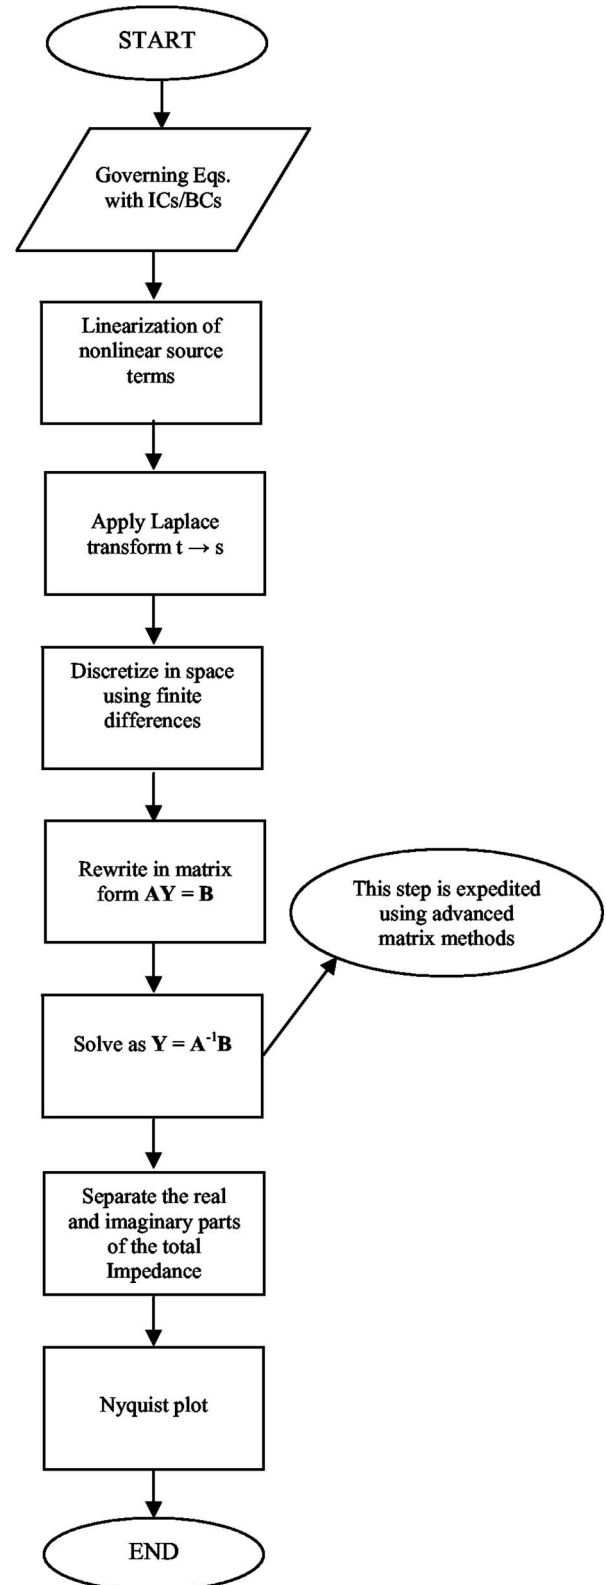 START
Governing Eqs.
with ICs/BCs
Linearization of
nonlinear source
terms
Apply Laplace
transform t → s
Discretize in space
using finite
differences
Rewrite in matrix
form AY = B
This step is expedited
using advanced
matrix methods
Solve as Y = A⁻¹B
Separate the real
and imaginary parts
of the total
Impedance
Nyquist plot
END